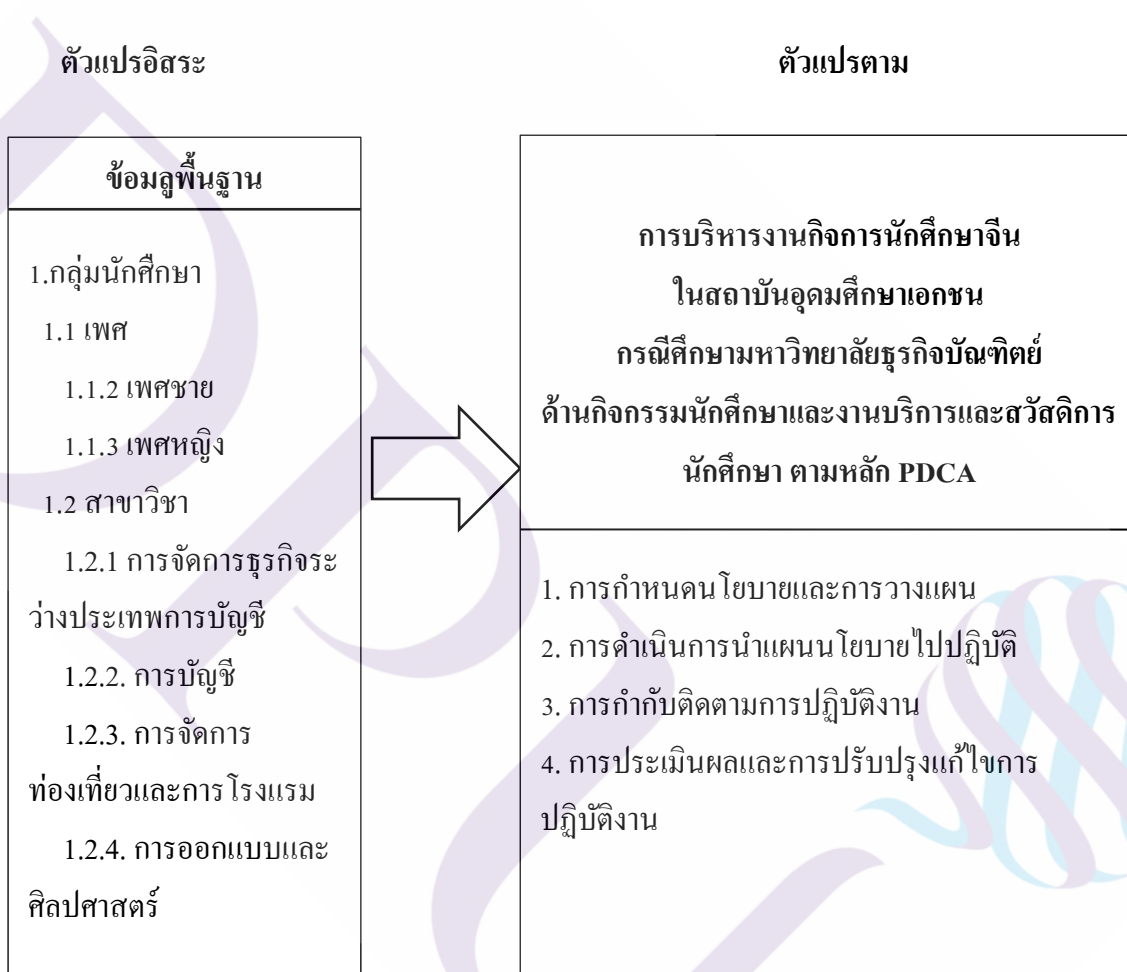 ตัวแปรอิสระ
ข้อมลูพื้นฐาน
1.กลุ่มนักศึกษา
1.1 เพศ
1.1.2 เพศชาย
1.1.3 เพศหญิง
1.2 สาขาวิชา
1.2.1 การจัดการธุรกิจระ
ว่างประเทพการบัญชี
1.2.2. การบัญชี
1.2.3. การจัดการ
ท่องเที่ยวและการโรงแรม
1.2.4. การออกแบบและ
ศิลปศาสตร์
ตัวแปรตาม
การบริหารงานกิจการนักศึกษาจีน
ในสถาบันอุดมศึกษาเอกชน
กรณีศึกษามหาวิทยาลัยธุรกิจบัณฑิตย์
ด้านกิจกรรมนักศึกษาและงานบริการและสวัสดิการ
นักศึกษา ตามหลัก PDCA
1. การกำหนดนโยบายและการวางแผน
2. การดำเนินการนำแผนนโยบายไปปฏิบัติ
3. การกำกับติดตามการปฏิบัติงาน
4. การประเมินผลและการปรับปรุงแก้ไขการ
ปฏิบัติงาน